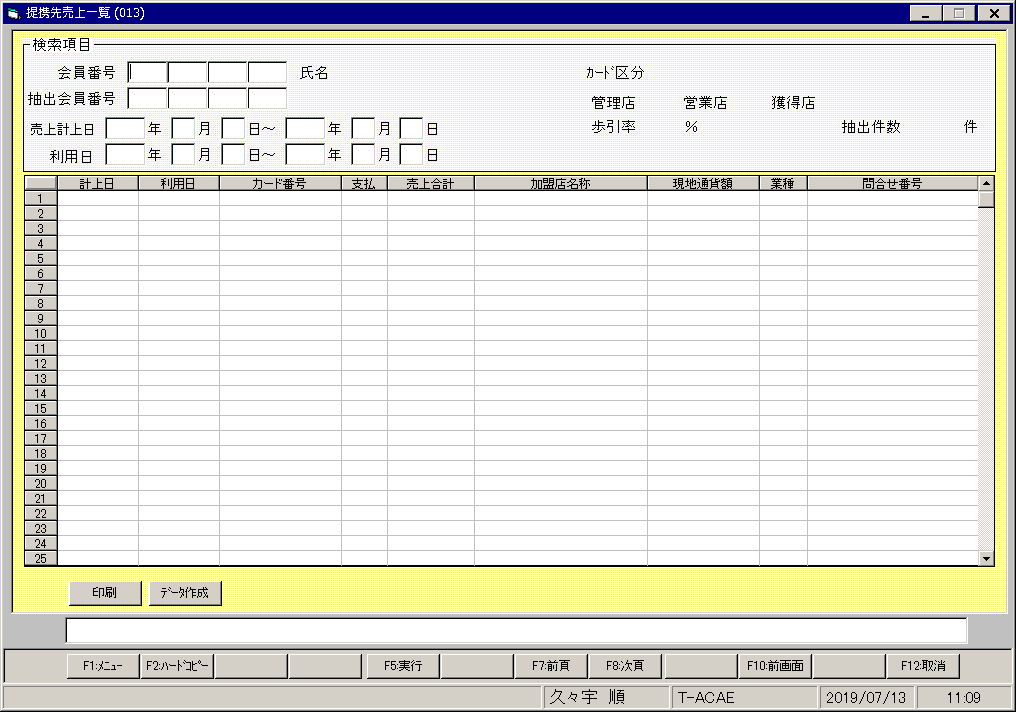 提携先売上一覧 (013)
検索項目
会員番号 氏名 ｶｰﾄﾞ区分
抽出会員番号 管理店 営業店 獲得店
売上計上日 年 月 日～ 年 月 日 歩引率 % 抽出件数 件
利用日 年 月 日～ 年 月 日
計上日 利用日 カード番号 支払 売上合計 加盟店名称 現地通貨額 業種 問合せ番号
1
2
3
4
5
6
7
8
9
10
11
12
13
14
15
16
17
18
19
20
21
22
23
24
25
印刷 ﾃﾞｰﾀ作成
F1:ﾒﾆｭｰ F2:ﾊｰﾄﾞｺﾋﾟｰ F5:実行 F7:前頁 F8:次頁 F10:前画面 F12:取消
久々宇 順 T-ACAE 2019/07/13 11:09